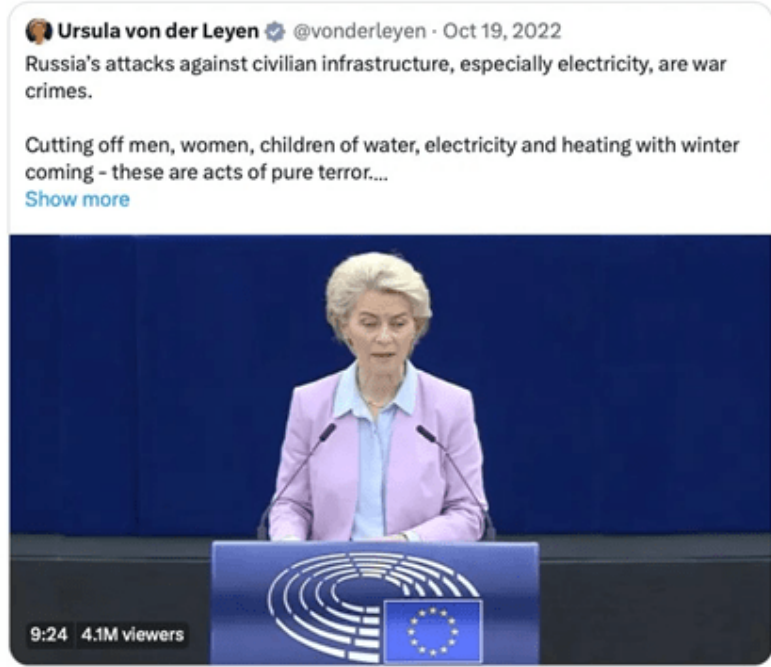 Ursula von der Leyen @vonderleyen · Oct 19, 2022
Russia's attacks against civilian infrastructure, especially electricity, are war
crimes.
Cutting off men, women, children of water, electricity and heating with winter
coming - these are acts of pure terror....
Show more
9:24 4.1M viewers